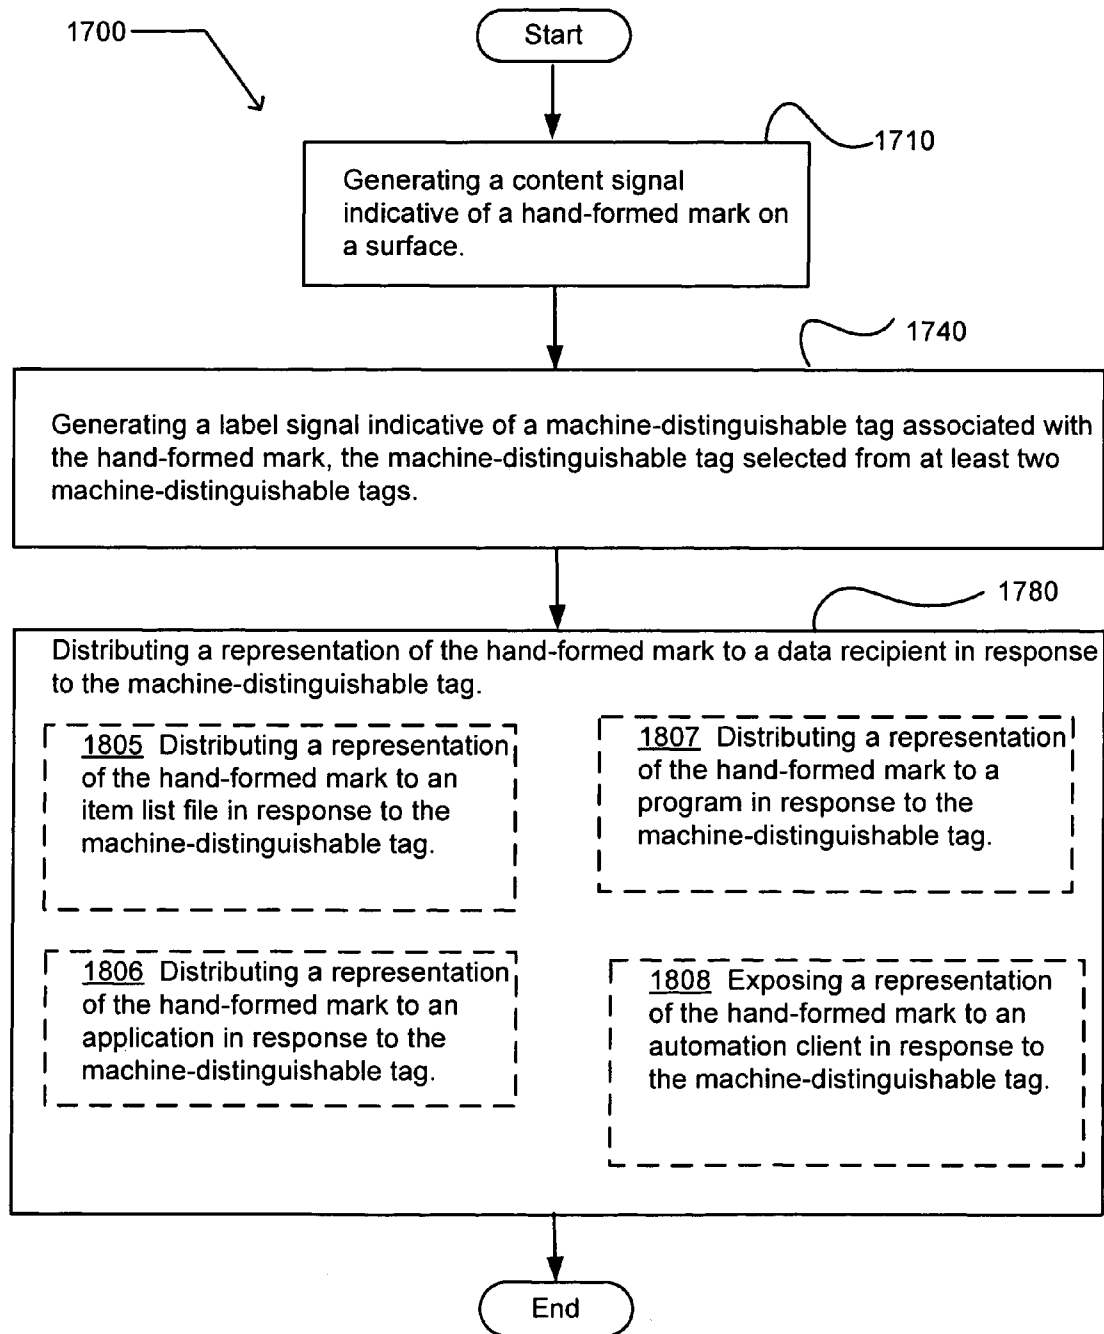 1700
Start
1710
Generating a content signal
indicative of a hand-formed mark on
a surface.
1740
Generating a label signal indicative of a machine-distinguishable tag associated with
the hand-formed mark, the machine-distinguishable tag selected from at least two
machine-distinguishable tags.
1780
Distributing a representation of the hand-formed mark to a data recipient in response
to the machine-distinguishable tag.
1805 Distributing a representation
of the hand-formed mark to an
item list file in response to the
machine-distinguishable tag.
1807 Distributing a representation
of the hand-formed mark to a
program in response to the
machine-distinguishable tag.
1806 Distributing a representation
of the hand-formed mark to an
application in response to the
machine-distinguishable tag.
1808 Exposing a representation
of the hand-formed mark to an
automation client in response to
the machine-distinguishable tag.
End